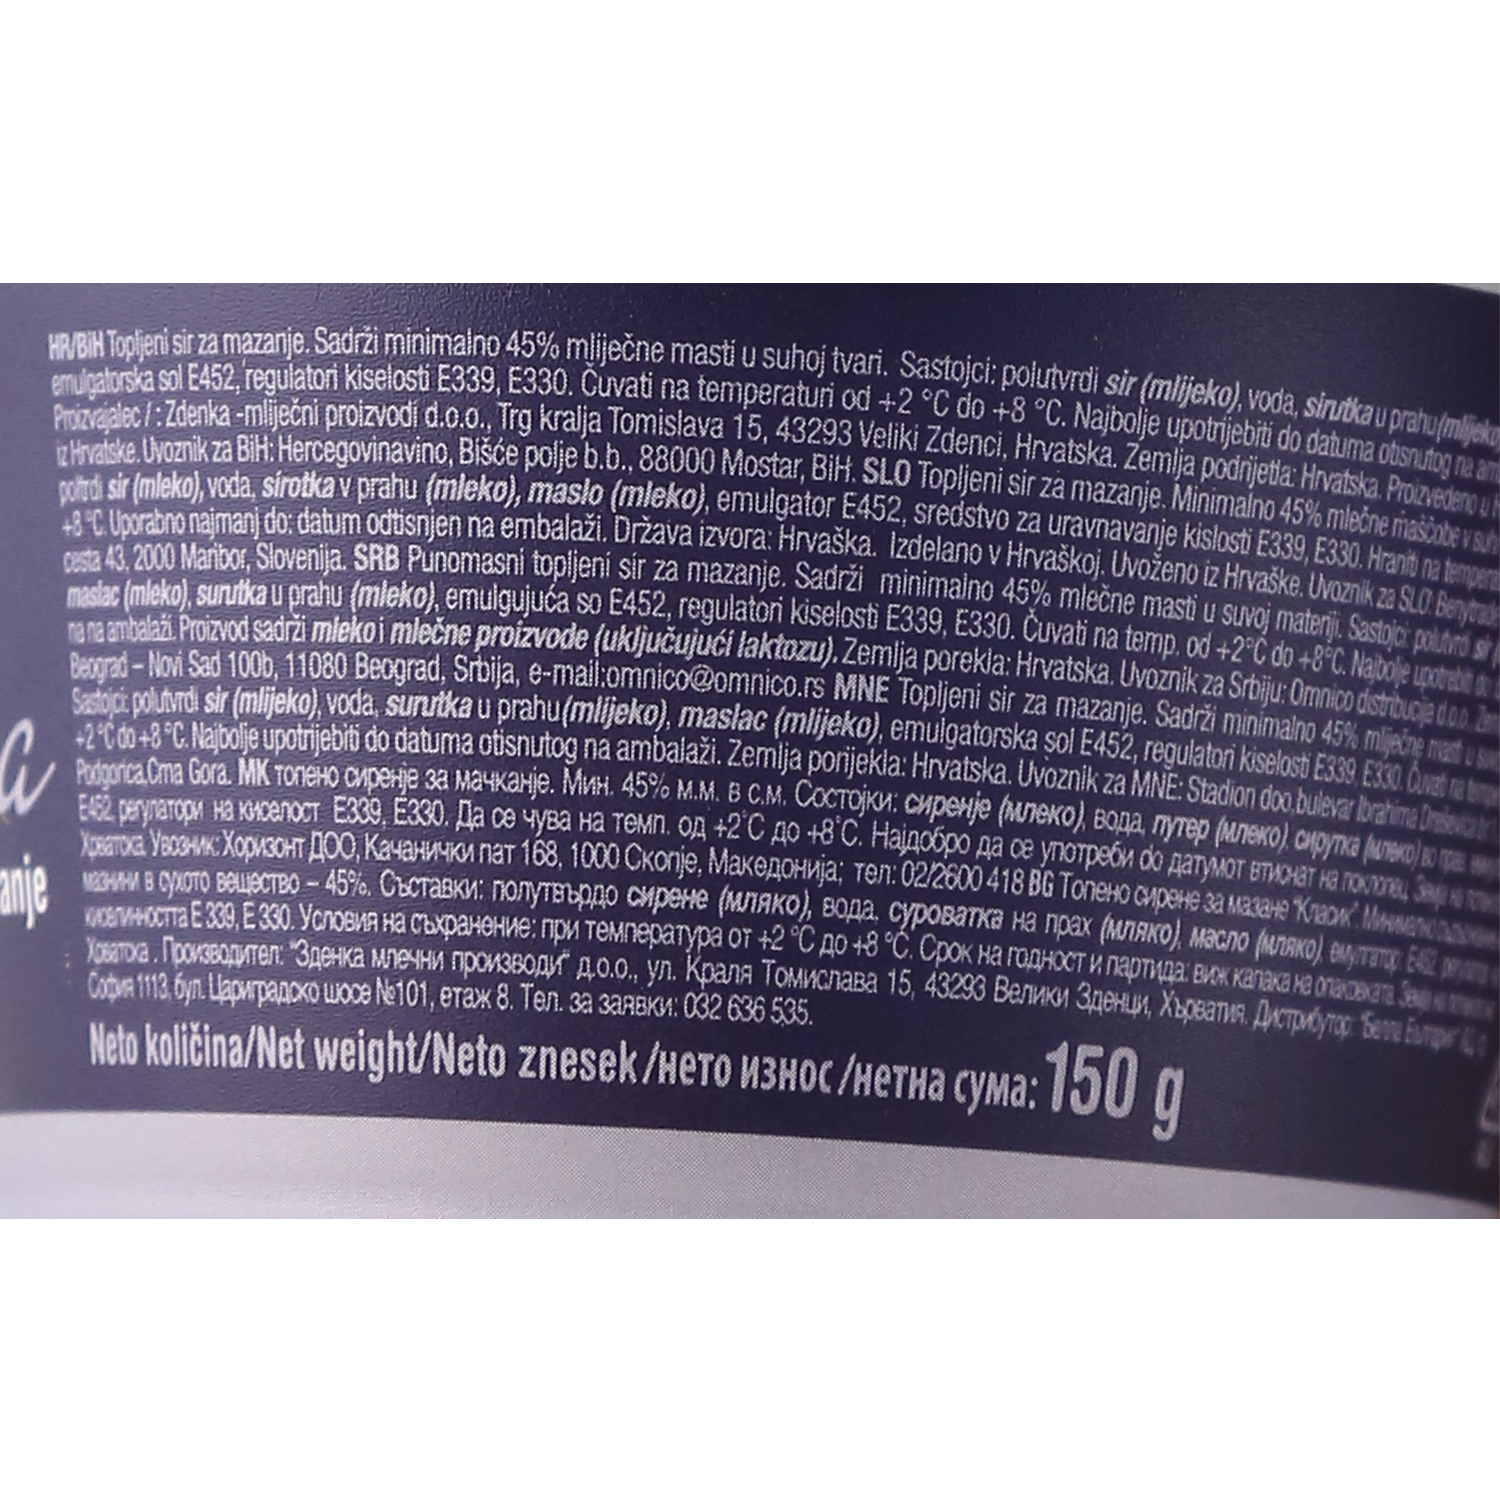 HR/BiH Topljeni sir za mazanje. Sadrži minimalno 45% mliječne masti u suhoj tvari. Sastojci: polutvrdi sir (mlijeko), voda, sirutka u prahu (mlijeko
emulgatorska sol E452, regulatori kiselosti E339, E330. Čuvati na temperaturi od +2 °C do +8 °C. Najbolje upotrijebiti do datuma otisnutog na am
Proizvajalec / : Zdenka -mliječni proizvodi d.o.o., Trg kralja Tomislava 15, 43293 Veliki Zdenci, Hrvatska. Zemlja podrijetla: Hrvatska. Proizvedeno u
iz Hrvatske. Uvoznik za BiH: Hercegovinavino, Bišće polje b.b., 88000 Mostar, BiH. SLO Topljeni sir za mazanje. Minimalno 45% mlečne maščobe v suh
poltrdi sir (mleko), voda, sirotka v prahu (mleko), maslo (mleko), emulgator E452, sredstvo za uravnavanje kislosti E339, E330. Hraniti na tempera
+8 °C. Uporabno najmanj do: datum odtisnjen na embalaži. Država izvora: Hrvaška. Izdelano v Hrvaškoj. Uvoženo iz Hrvaške. Uvoznik za SLO:
cesta 43, 2000 Maribor, Slovenija. SRB Punomasni topljeni sir za mazanje. Sadrži minimalno 45% mlečne masti u suvoj materiji. Sastojci: polutvrdi sir
maslac (mleko), surutka u prahu (mleko), emulgujuća so E452, regulatori kiselosti E339, E330. Čuvati na temp. od +2°C do +8°C. Najbolje upotrebiti do
na na ambalaži. Proizvod sadrži mleko i mlečne proizvode (uključujući laktozu). Zemlja porekla: Hrvatska. Uvoznik za Srbiju: Omnico distribucija d.o.o.
Beograd – Novi Sad 100b, 11080 Beograd, Srbija, e-mail:omnico@omnico.rs MNE Topljeni sir za mazanje. Sadrži minimalno 45% mliječne masti u
Sastojci: polutvrdi sir (mlijeko), voda, surutka u prahu(mlijeko), maslac (mlijeko), emulgatorska sol E452, regulatori kiselosti E339, E330. Čuvati na
+2 °C do +8 °C. Najbolje upotrijebiti do datuma otisnutog na ambalaži. Zemlja porijekla: Hrvatska. Uvoznik za MNE: Stadion doo, bulevar Ibrahima
Podgorica,Crna Gora. MK топено сирење за мачкање. Мин. 45% м.м. в с.м. Состојки: сирење (млеко), вода, путер (млеко), сирутка (млеко) во
E452, регулатори на киселост E339, E330. Да се чува на темп. од +2°C до +8°C. Најдобро да се употреби до датумот втиснат на
Хрватска. Увозник: Хоризонт ДОО, Качанички пат 168, 1000 Скопје, Македонија; тел: 02/2600 418 BG Топено сирене за мазане "Класик".
мазнини в сухото вещество – 45%. Съставки: полутвърдо сирене (мляко), вода, суроватка на прах (мляко), масло (мляко), емулгатор: E452,
киселинността E 339, E 330. Условия на съхранение: при температура от +2 °C до +8 °C. Срок на годност и партида: виж капака на опаковката.
Хърватска . Производител: "Зденка млечни производи" д.о.о., ул. Краля Томислава 15, 43293 Велики Зденци, Хърватия. Дистрибутор:
София 1113, бул. Цариградско шосе №101, етаж 8. Тел. за заявки: 032 636 535.
Neto količina/Net weight/Neto znesek /нето износ /нетна сума: 150 g